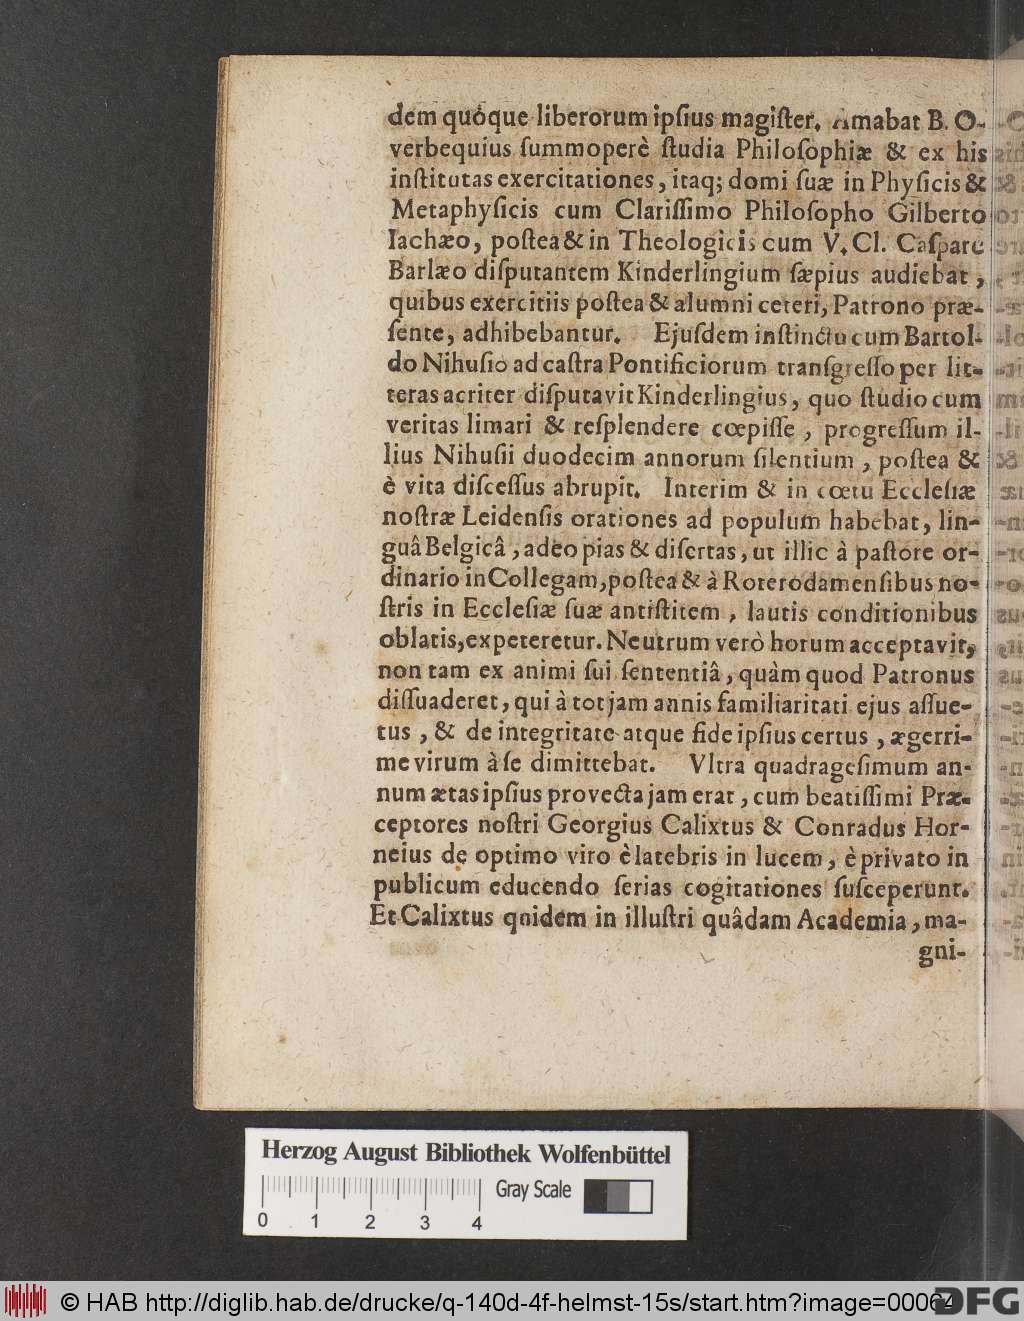 dem quóque liberorum ipſius magiſter. Amabat B. O-
verbequius ſummoperè ſtudia Philoſophiæ & ex his
inſtitutas exercitationes, itaq; domi ſuæ in Phyſicis &
Metaphyſicis cum Clariſſimo Philoſopho Gilberto
Iachæo, poſtea & in Theologicis cum V. Cl. Caſpare
Barlæo diſputantem Kinderlingium ſæpius audiebat,
quibus exercitiis poſtea & alumni ceteri, Patrono præ-
ſente, adhibebantur. Ejuſdem inſtinctu cum Bartol-
do Nihuſio ad caſtra Pontificiorum tranſgreſſo per lit-
teras acriter diſputavit Kinderlingius, quo ſtudio cum
veritas limari & reſplendere cœpiſſe, progreſſum il-
lius Nihuſii duodecim annorum ſilentium, poſtea &
è vita diſceſſus abrupit. Interim & in cœtu Eccleſiæ
noſtræ Leidenſis orationes ad populum habebat, lin-
guâ Belgicâ, adeo pias & diſertas, ut illic à paſtore or-
dinario in Collegam, poſtea & à Roterodamenſibus no-
ſtris in Eccleſiæ ſuæ antiſtitem, lautis conditionibus
oblatis, expeteretur. Neutrum verò horum acceptavit,
non tam ex animi ſui ſententiâ, quàm quod Patronus
diſſuaderet, qui à tot jam annis familiaritati ejus aſſue-
tus, & de integritate atque fide ipſius certus, ægerri-
me virum à ſe dimittebat. Vltra quadrageſimum an-
num ætas ipſius provecta jam erat, cum beatiſſimi Præ-
ceptores noſtri Georgius Calixtus & Conradus Hor-
neius de optimo viro è latebris in lucem, è privato in
publicum educendo ſerias cogitationes ſuſceperunt.
Et Calixtus quidem in illuſtri quâdam Academia, ma-
gni-
Herzog August Bibliothek Wolfenbüttel
Gray Scale
0 1 2 3 4
© HAB http://diglib.hab.de/drucke/q-140d-4f-helmst-15s/start.htm?image=00064
DFG